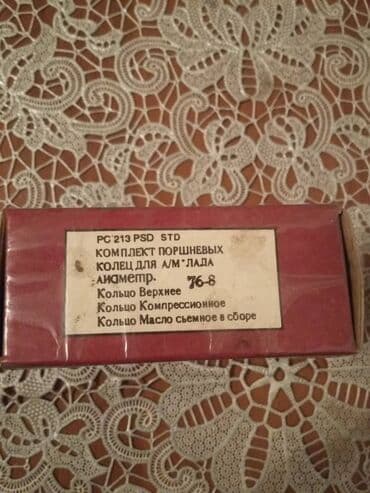 РС 213 PSD STD
КОМПЛЕКТ ПОРШНЕВЫХ
КОЛЕЦ ДЛЯ А/М "ЛАДА
ДИаметр. 76-8
Кольцо Верхнее
Кольцо Компрессионное
Кольцо Масло сьемное в сборе